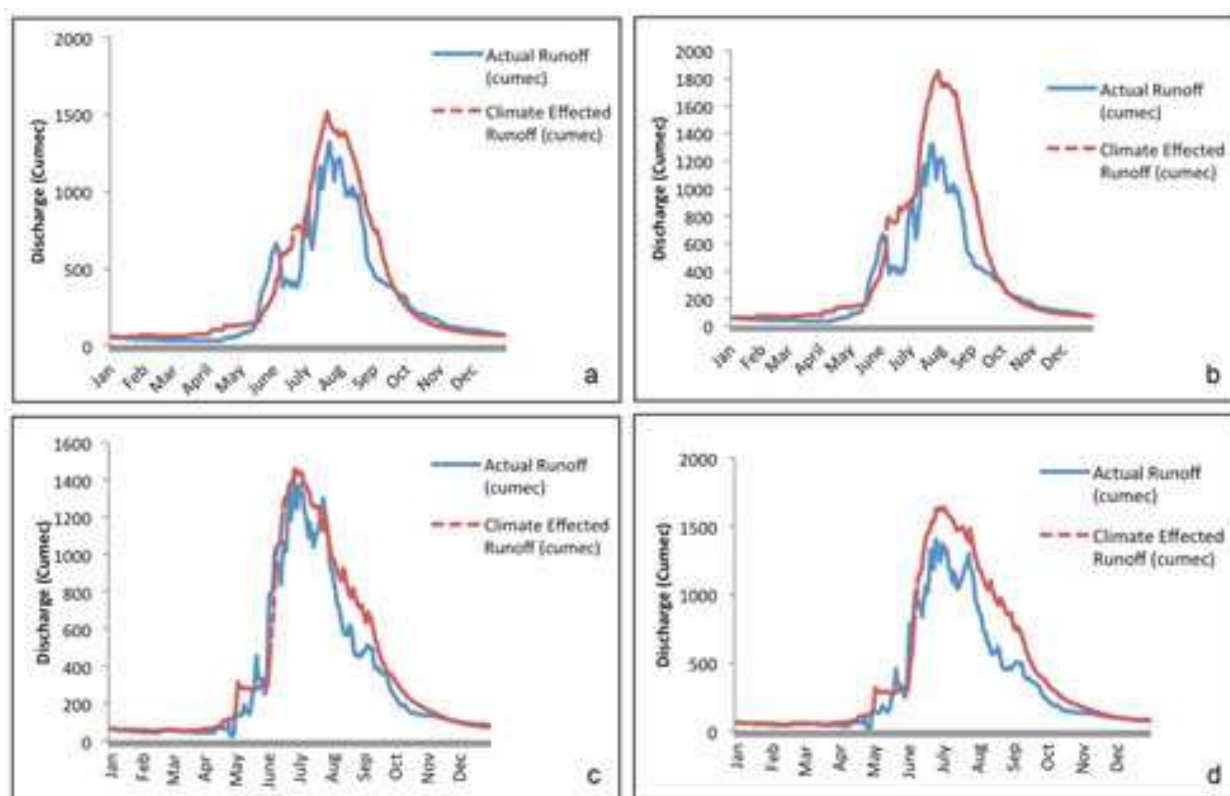 2000
1500
1000
500
0
Discharge (Cumec)
Actual Runoff
(cumec)
Climate Effected
Runoff (cumec)
Jan Feb Mar April May June July Aug Sep Oct Nov Dec
a
2000
1800
1600
1400
1200
1000
800
600
400
200
0
Discharge (Cumec)
Actual Runoff
(cumec)
Climate Effected
Runoff (cumec)
Jan Feb Mar April May June July Aug Sep Oct Nov Dec
b
1600
1400
1200
1000
800
600
400
200
0
Discharge (Cumec)
Actual Runoff
(cumec)
Climate Effected
Runoff (cumec)
Jan Feb Mar Apr May June July Aug Sep Oct Nov Dec
c
2000
1500
1000
500
0
Discharge (Cumec)
Actual Runoff
(cumec)
Climate Effected
Runoff (cumec)
Jan Feb Mar Apr May June July Aug Sep Oct Nov Dec
d